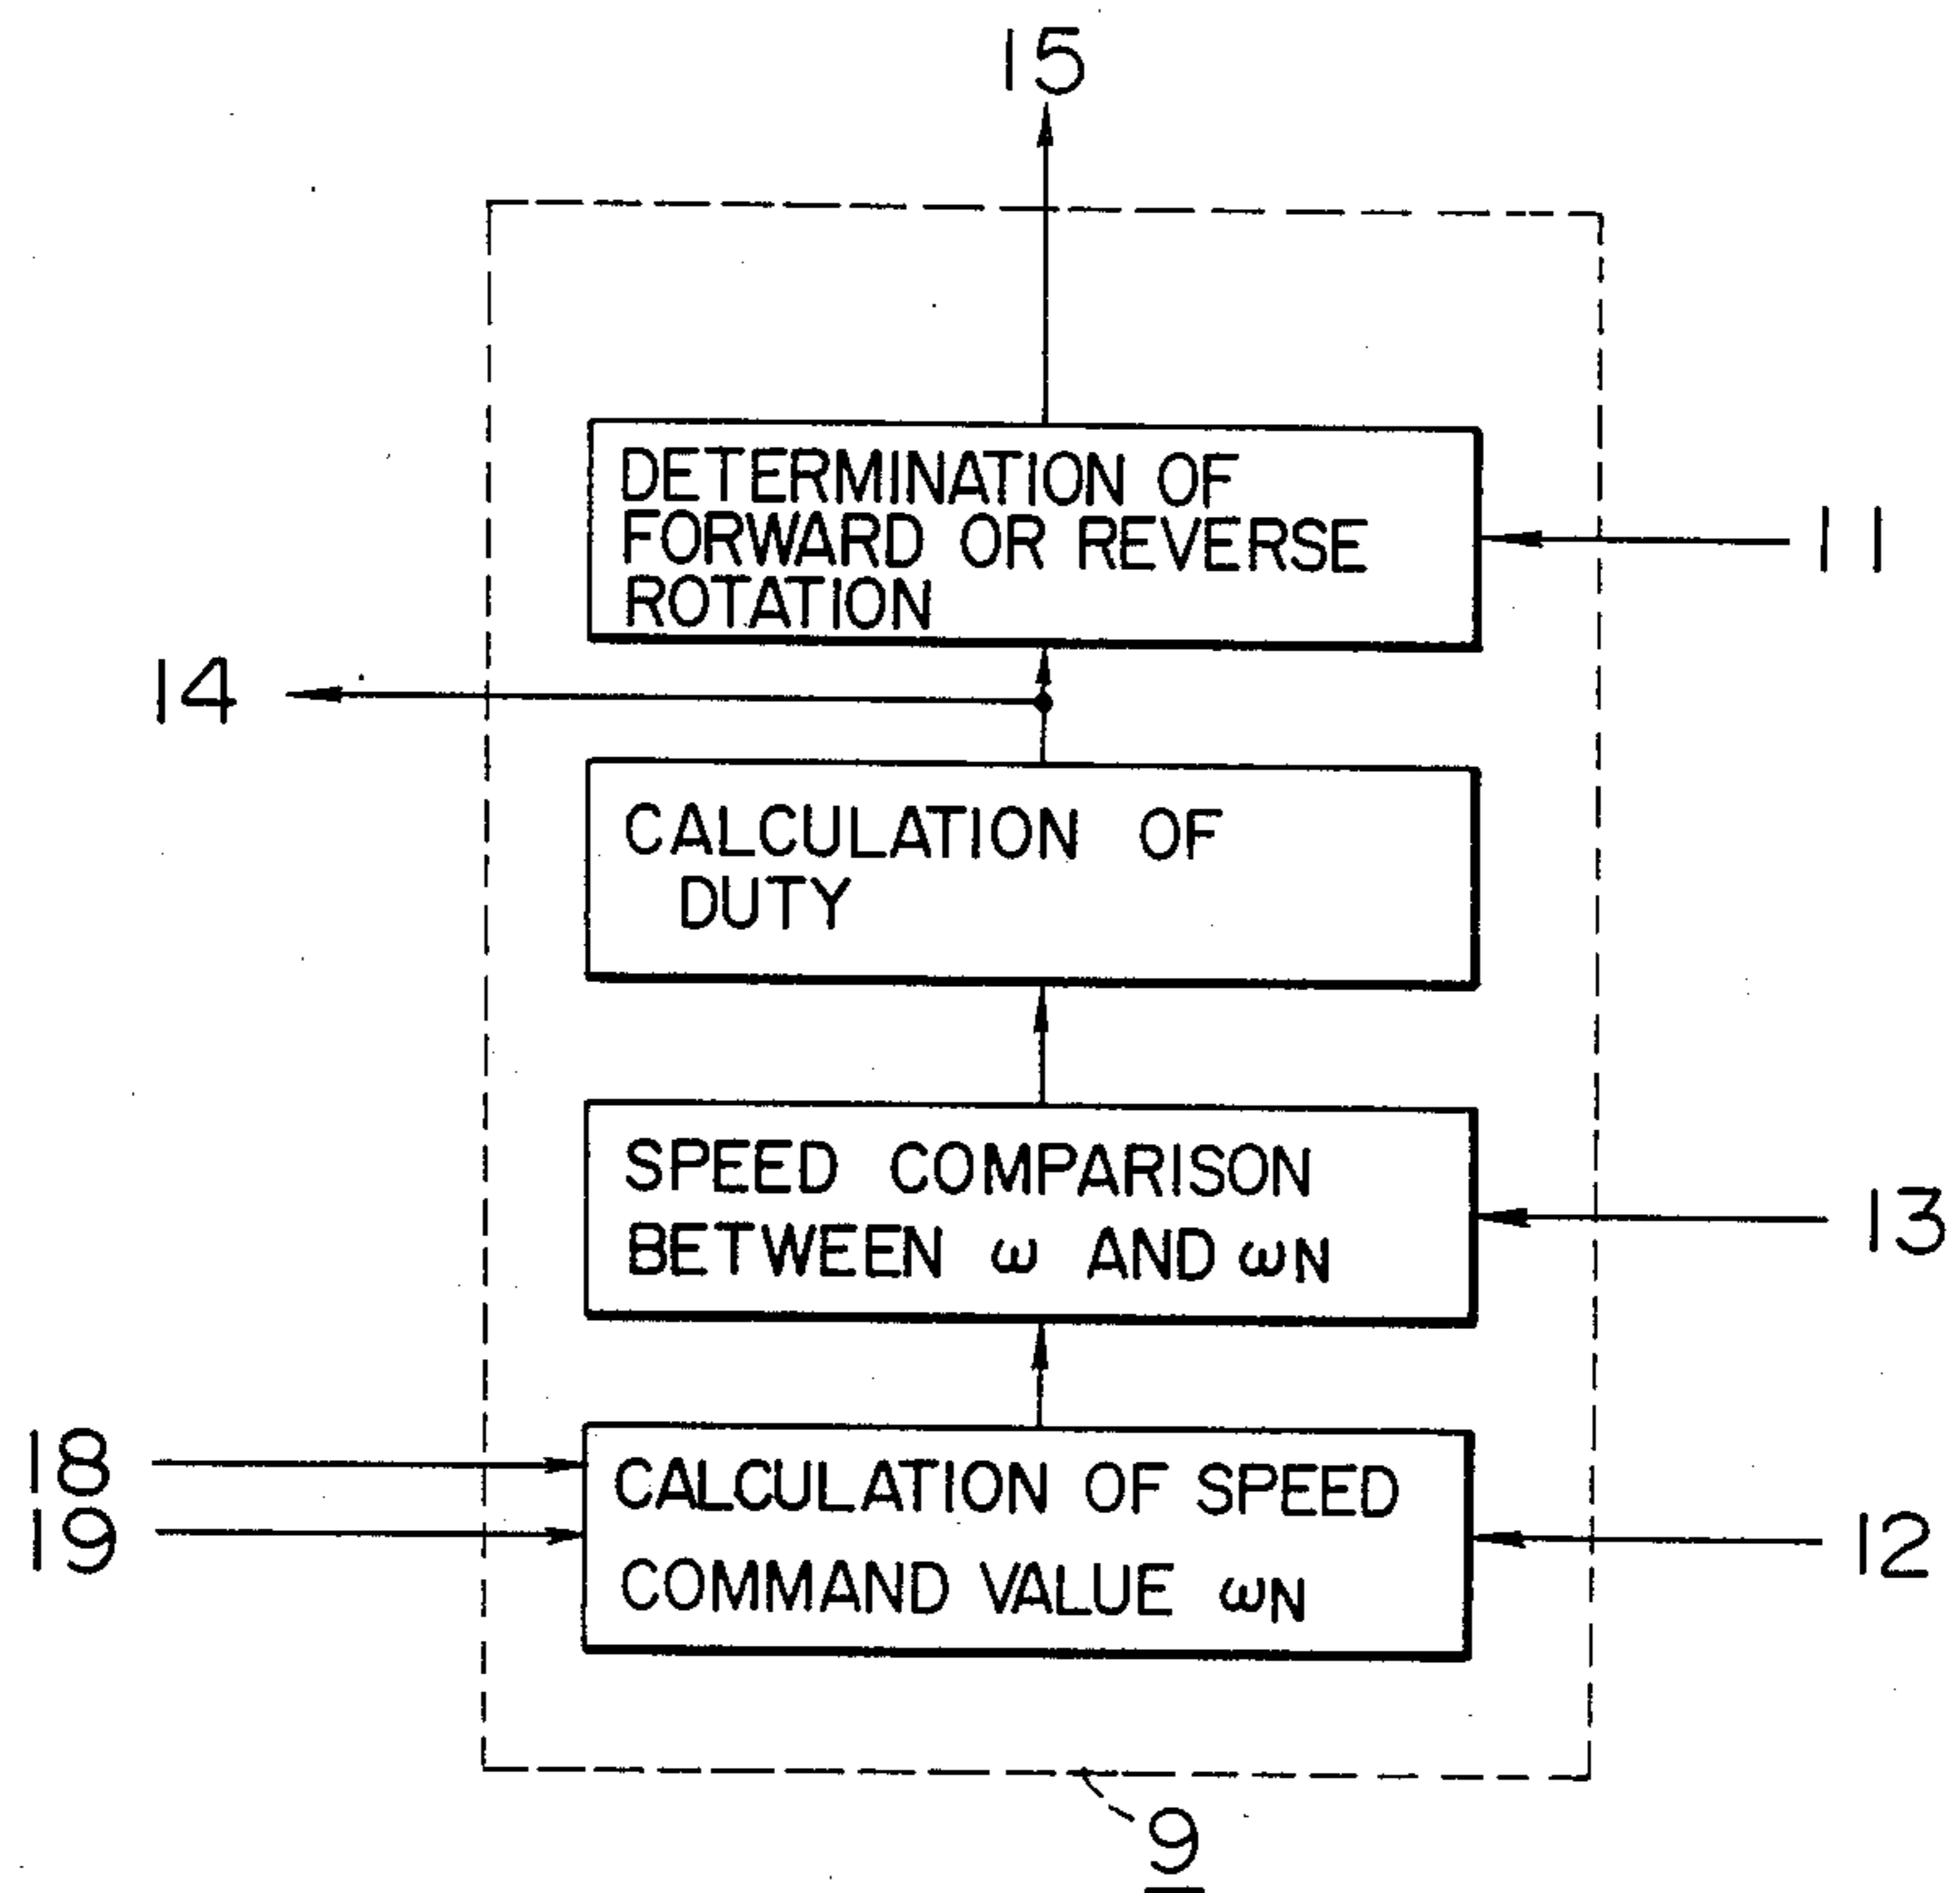 15
DETERMINATION OF
FORWARD OR REVERSE
ROTATION
11
14
CALCULATION OF
DUTY
SPEED COMPARISON
BETWEEN ω AND ωN
13
18
19
CALCULATION OF SPEED
COMMAND VALUE ωN
12
9